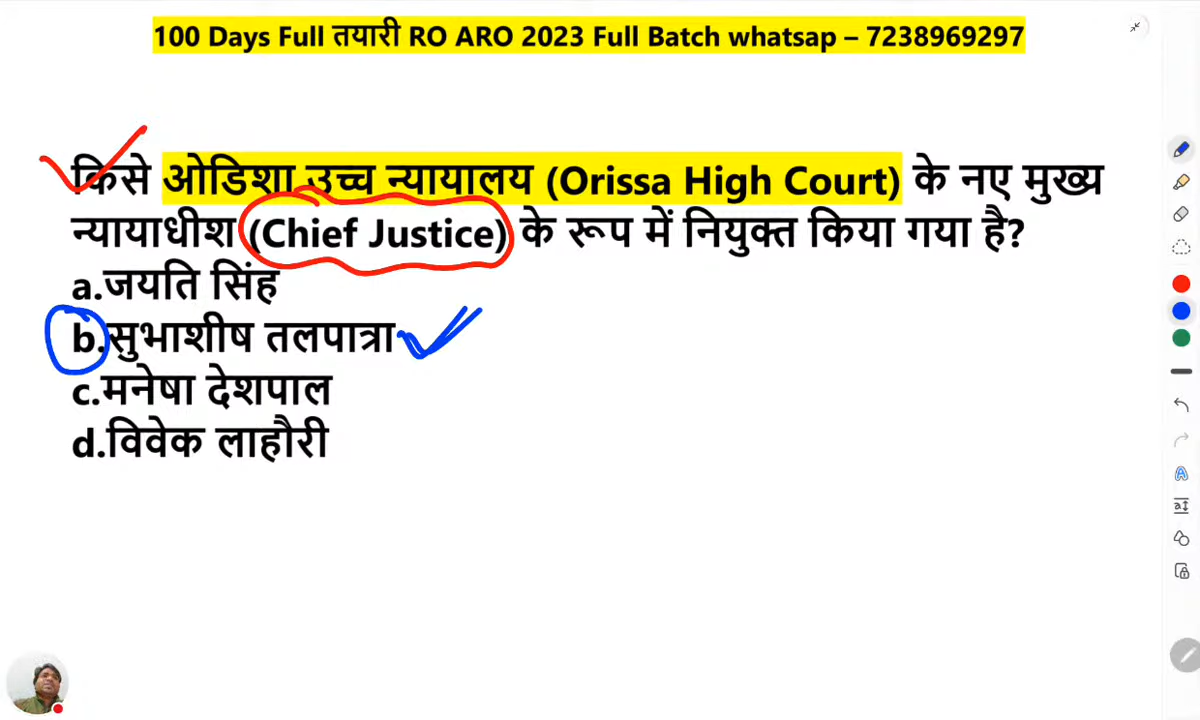 100 Days Full तयारी RO ARO 2023 Full Batch whatsap – 7238969297
किसे ओडिशा उच्च न्यायालय (Orissa High Court) के नए मुख्य
न्यायाधीश (Chief Justice) के रूप में नियुक्त किया गया है?
a.जयति सिंह
b.सुभाशीष तलपात्रा
c.मनेषा देशपाल
d.विवेक लाहौरी